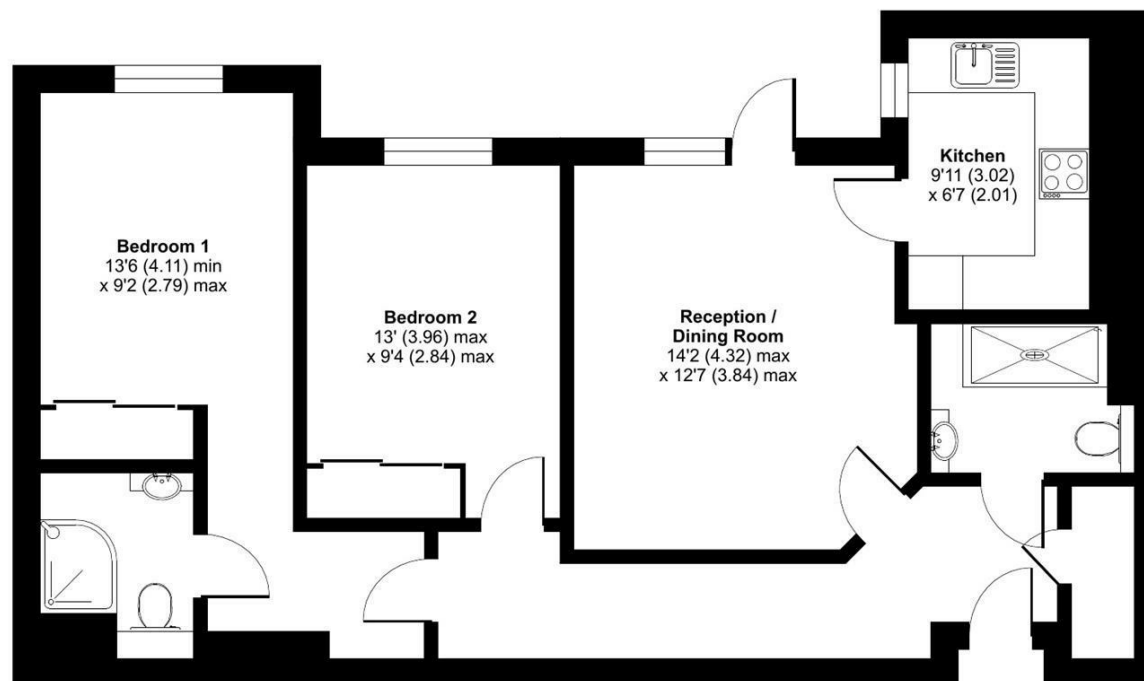 Kitchen
9'11 (3.02)
x 6'7 (2.01)
Bedroom 1
13'6 (4.11) min
x 9'2 (2.79) max
Bedroom 2
13' (3.96) max
x 9'4 (2.84) max
Reception /
Dining Room
14'2 (4.32) max
x 12'7 (3.84) max